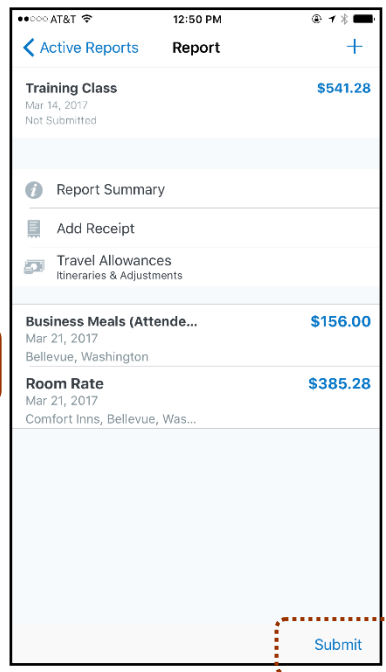 AT&T 12:50 PM
Active Reports Report +
Training Class $541.28
Mar 14, 2017
Not Submitted
Report Summary
Add Receipt
Travel Allowances
Itineraries & Adjustments
Business Meals (Attende... $156.00
Mar 21, 2017
Bellevue, Washington
Room Rate $385.28
Mar 21, 2017
Comfort Inns, Bellevue, Was...
Submit